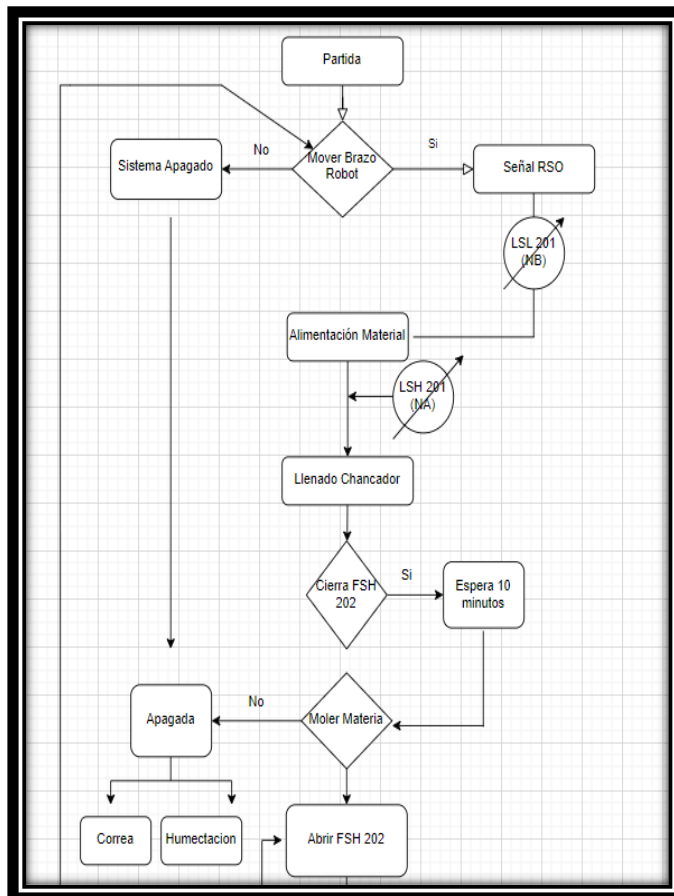 Partida
Mover Brazo
Robot
No
Si
Sistema Apagado
Señal RSO
LSL 201
(NB)
Alimentación Material
LSH 201
(NA)
Llenado Chancador
Cierra FSH
202
Si
Espera 10
minutos
Moler Materia
No
Apagada
Correa
Humectacion
Abrir FSH 202